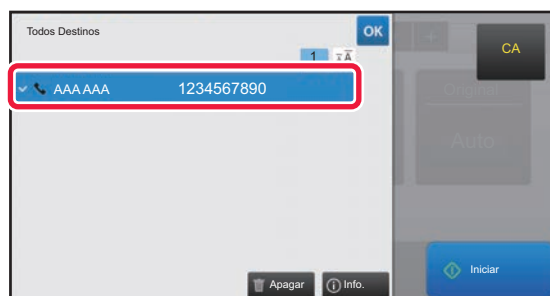 Todos Destinos
OK
CA
1
AAA AAA 1234567890
Original
Auto
Apagar
Info.
Iniciar